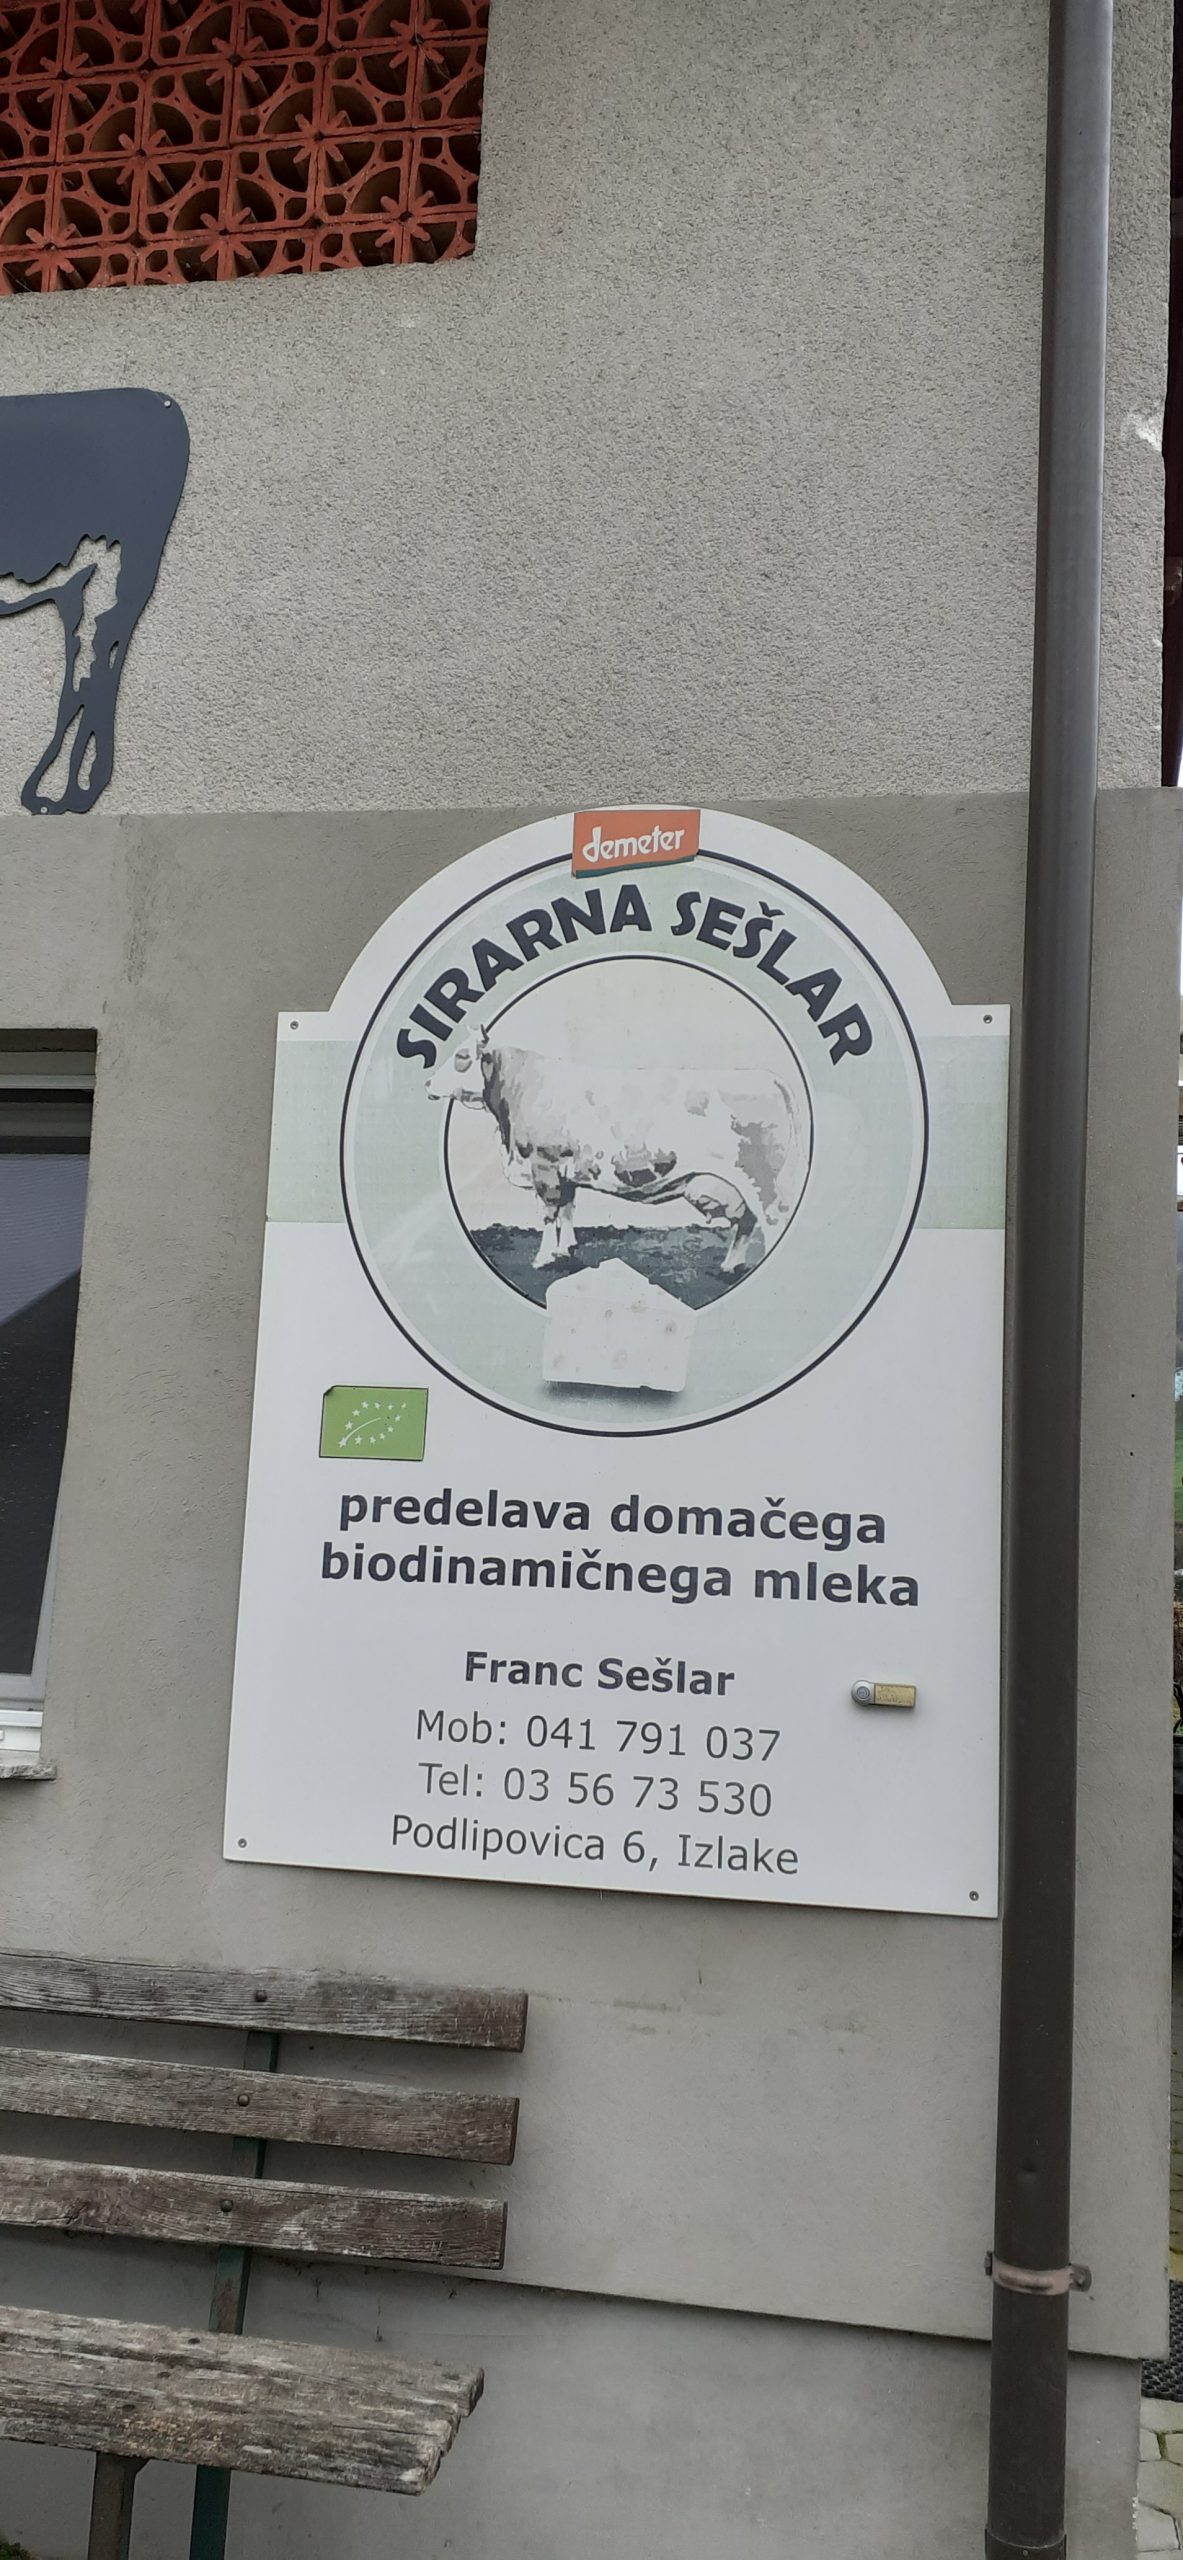 demeter
SIRARNA SEŠLAR
predelava domačega
biodinamičnega mleka
Franc Sešlar
Mob: 041 791 037
Tel: 03 56 73 530
Podlipovica 6, Izlake